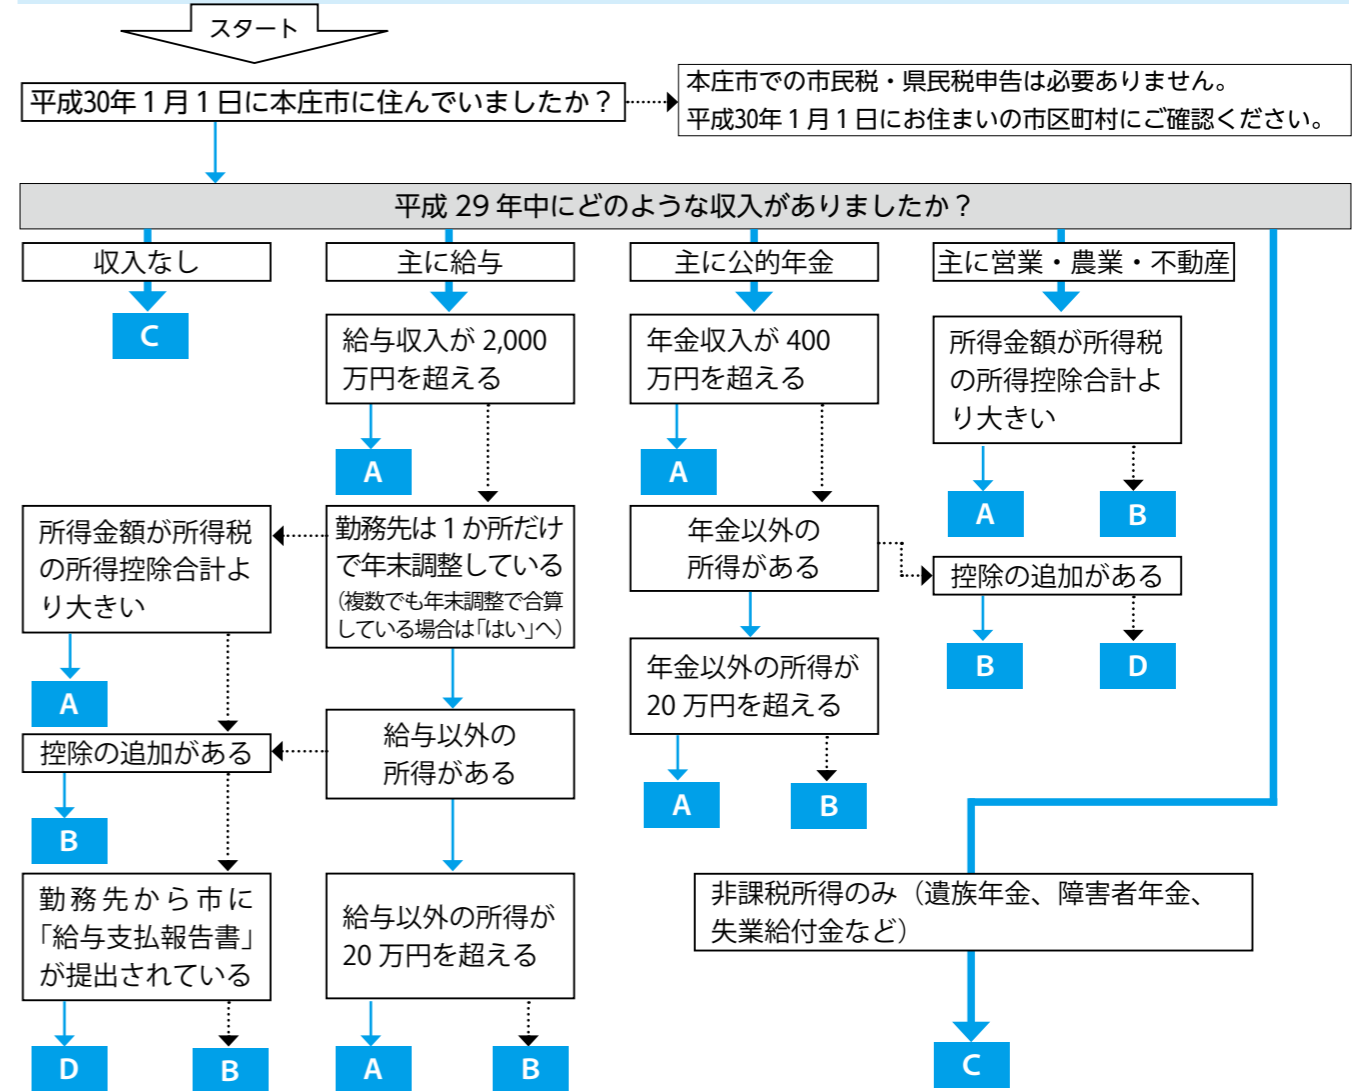 スタート
平成30年1月1日に本庄市に住んでいましたか？
本庄市での市民税・県民税申告は必要ありません。
平成30年1月1日にお住まいの市区町村にご確認ください。
平成 29 年中にどのような収入がありましたか？
収入なし
C
主に給与
給与収入が 2,000
万円を超える
A
勤務先は１か所だけ
で年末調整している
（複数でも年末調整で合算
している場合は「はい」へ）
所得金額が所得税
の所得控除合計よ
り大きい
A
給与以外の
所得がある
控除の追加がある
B
勤務先から市に
「給与支払報告書」
が提出されている
D
B
給与以外の所得が
20 万円を超える
A
B
主に公的年金
年金収入が 400
万円を超える
A
年金以外の
所得がある
控除の追加がある
B
D
年金以外の所得が
20 万円を超える
A
B
主に営業・農業・不動産
所得金額が所得税
の所得控除合計よ
り大きい
A
B
非課税所得のみ（遺族年金、障害者年金、
失業給付金など）
C